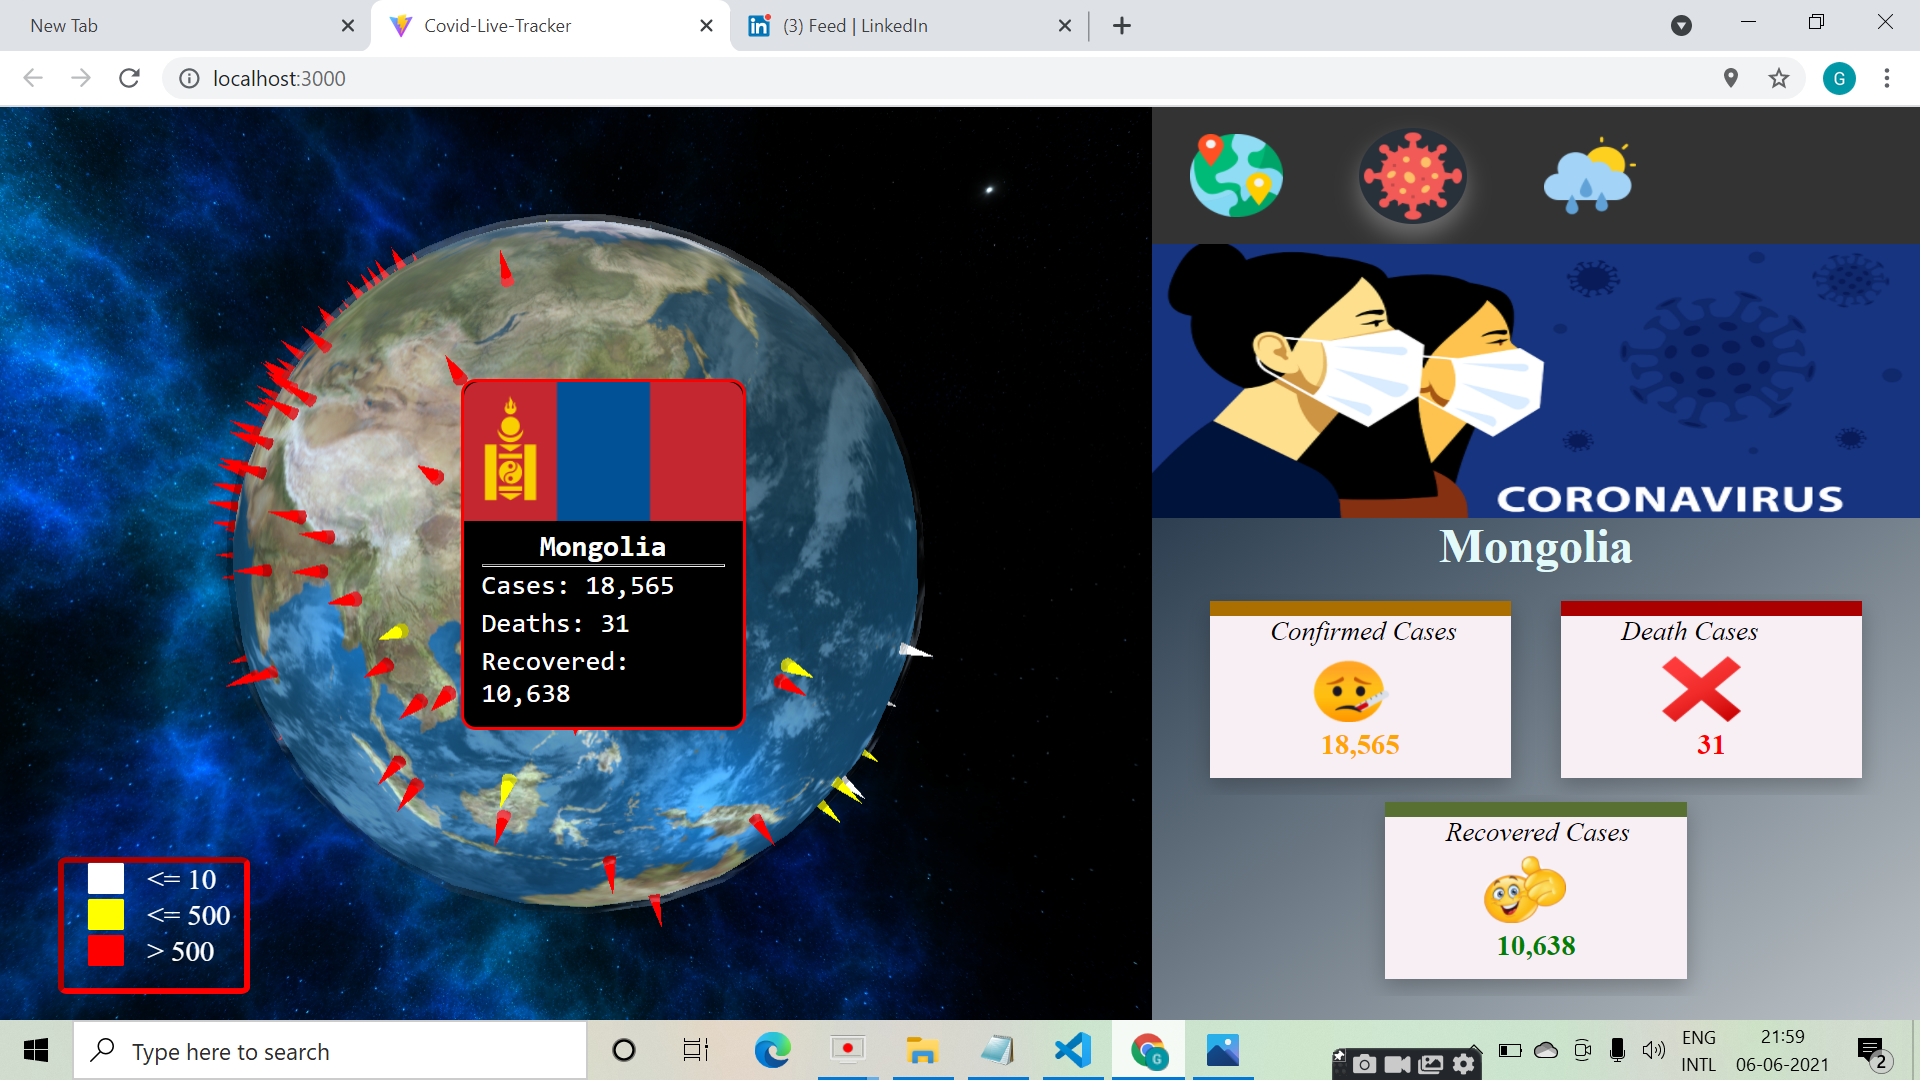 New Tab
Covid-Live-Tracker
(3) Feed | LinkedIn
localhost:3000
G
CORONAVIRUS
Mongolia
Cases: 18,565
Deaths: 31
Recovered:
10,638
Mongolia
Confirmed Cases
18,565
Death Cases
31
Recovered Cases
10,638
<= 10
<= 500
> 500
Type here to search
G
ENG
INTL
21:59
06-06-2021
2